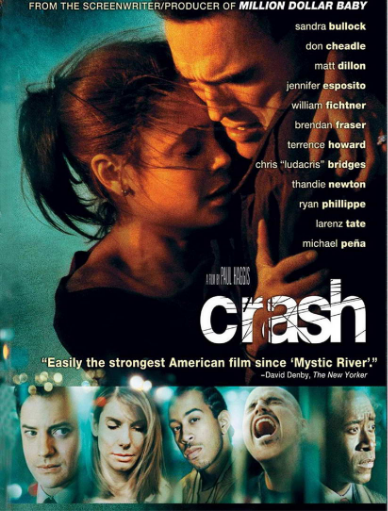 FROM THE SCREENWRITER/PRODUCER OF MILLION DOLLAR BABY
sandra bullock
don cheadle
matt dillon
jennifer esposito
william fichtner
brendan fraser
terrence howard
chris "ludacris" bridges
thandie newton
ryan phillippe
larenz tate
michael peña
A FILM BY PAUL HAGGIS
crash
“Easily the strongest American film since ‘Mystic River’.”
–David Denby, The New Yorker